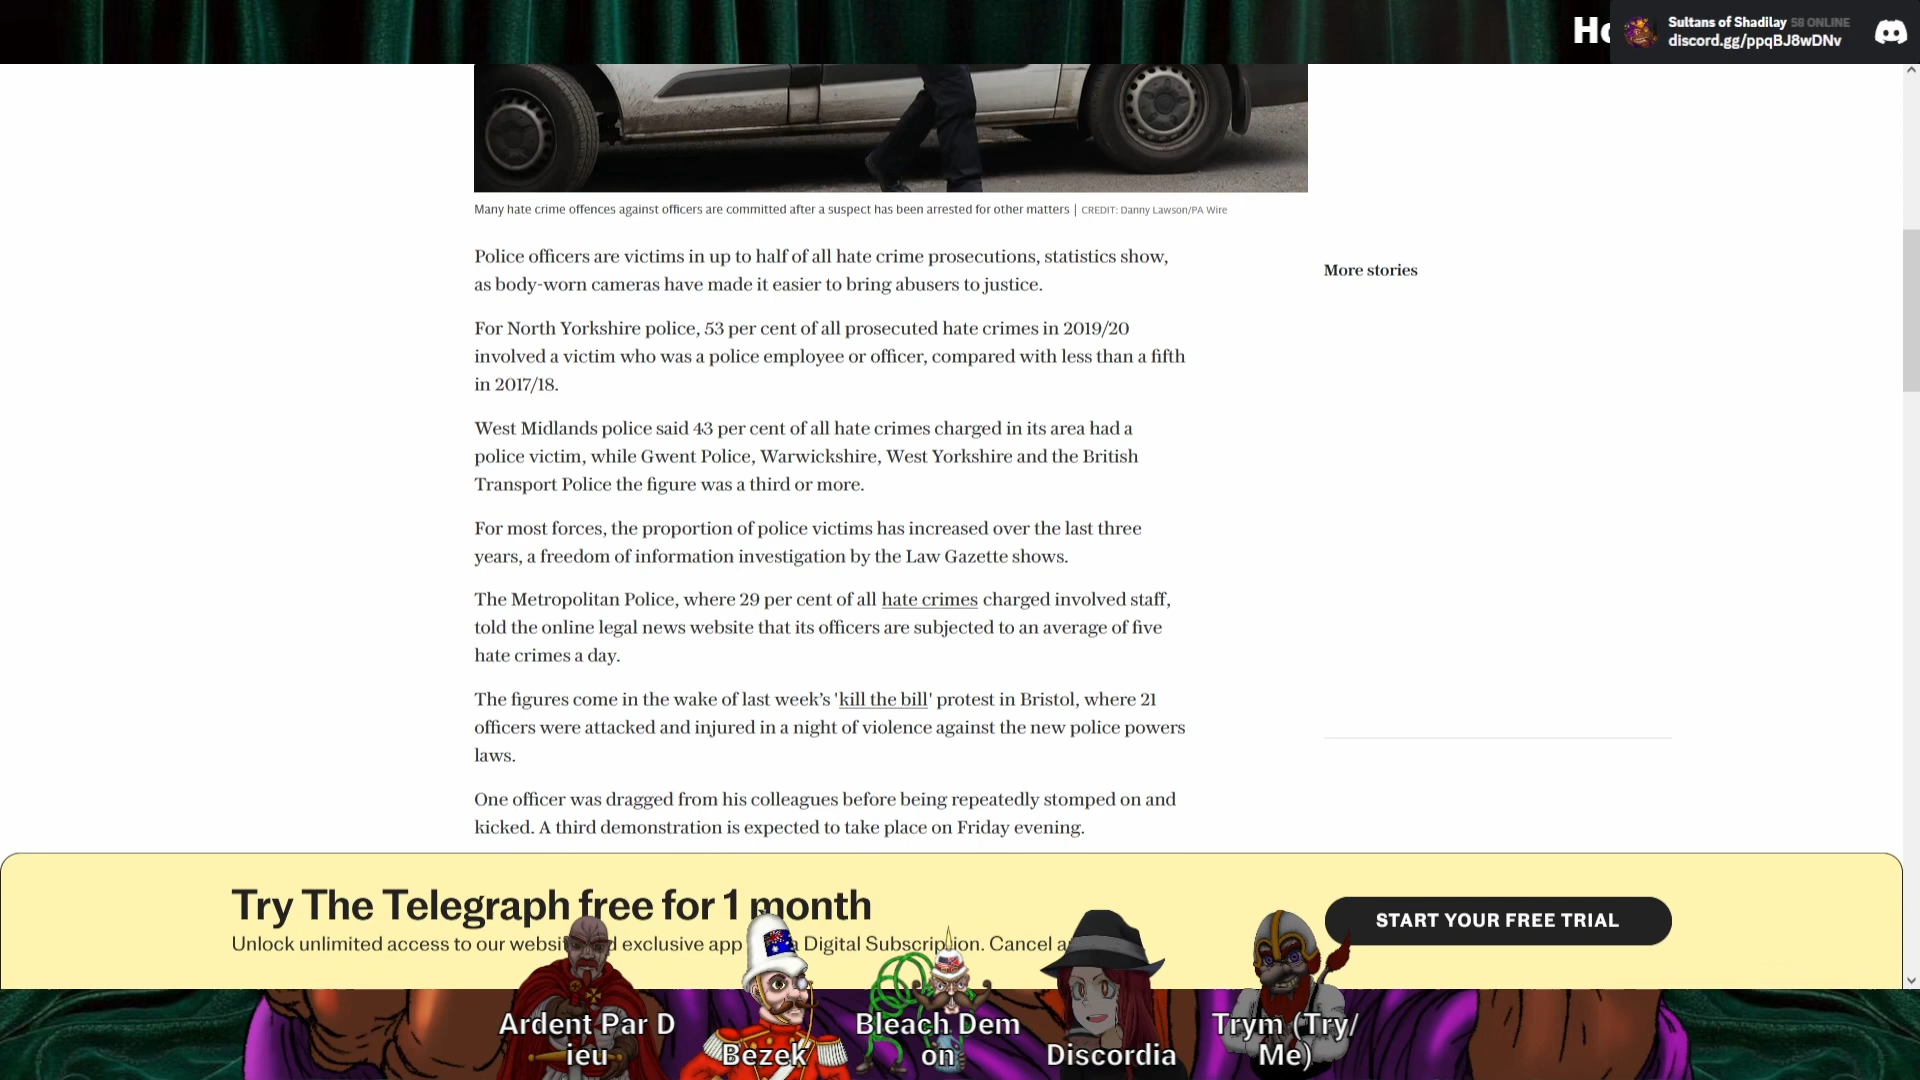 Ho
Sultans of Shadilay 58 ONLINE
discord.gg/ppqBJ8wDNv
Many hate crime offences against officers are committed after a suspect has been arrested for other matters | CREDIT: Danny Lawson/PA Wire
Police officers are victims in up to half of all hate crime prosecutions, statistics show,
as body-worn cameras have made it easier to bring abusers to justice.
More stories
For North Yorkshire police, 53 per cent of all prosecuted hate crimes in 2019/20
involved a victim who was a police employee or officer, compared with less than a fifth
in 2017/18.
West Midlands police said 43 per cent of all hate crimes charged in its area had a
police victim, while Gwent Police, Warwickshire, West Yorkshire and the British
Transport Police the figure was a third or more.
For most forces, the proportion of police victims has increased over the last three
years, a freedom of information investigation by the Law Gazette shows.
The Metropolitan Police, where 29 per cent of all hate crimes charged involved staff,
told the online legal news website that its officers are subjected to an average of five
hate crimes a day.
The figures come in the wake of last week's 'kill the bill' protest in Bristol, where 21
officers were attacked and injured in a night of violence against the new police powers
laws.
One officer was dragged from his colleagues before being repeatedly stomped on and
kicked. A third demonstration is expected to take place on Friday evening.
Try The Telegraph free for 1 month
START YOUR FREE TRIAL
Unlock unlimited access to our website and exclusive app Digital Subscription. Cancel
Ardent Par D
ieu
Bezek
Bleach Dem
on
Discordia
Trym (Try/
Me)